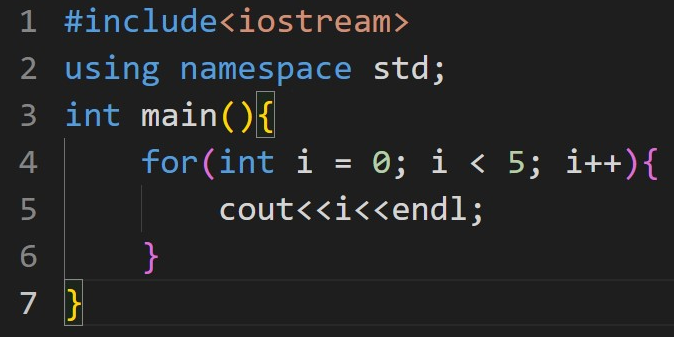 1 #include<iostream>
2 using namespace std;
3 int main(){
4     for(int i = 0; i < 5; i++){
5         cout<<i<<endl;
6     }
7 }